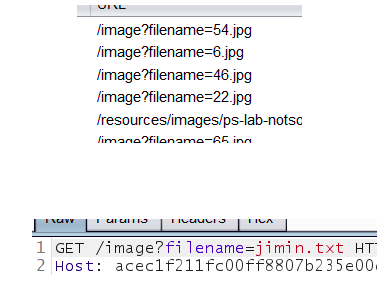 URL
/image?filename=54.jpg
/image?filename=6.jpg
/image?filename=46.jpg
/image?filename=22.jpg
/resources/images/ps-lab-notsc
/image?filename=65.jpg
Raw Params Headers Hex
1 GET /image?filename=jimin.txt HTT
2 Host: acec1f211fc00ff8807b235e00